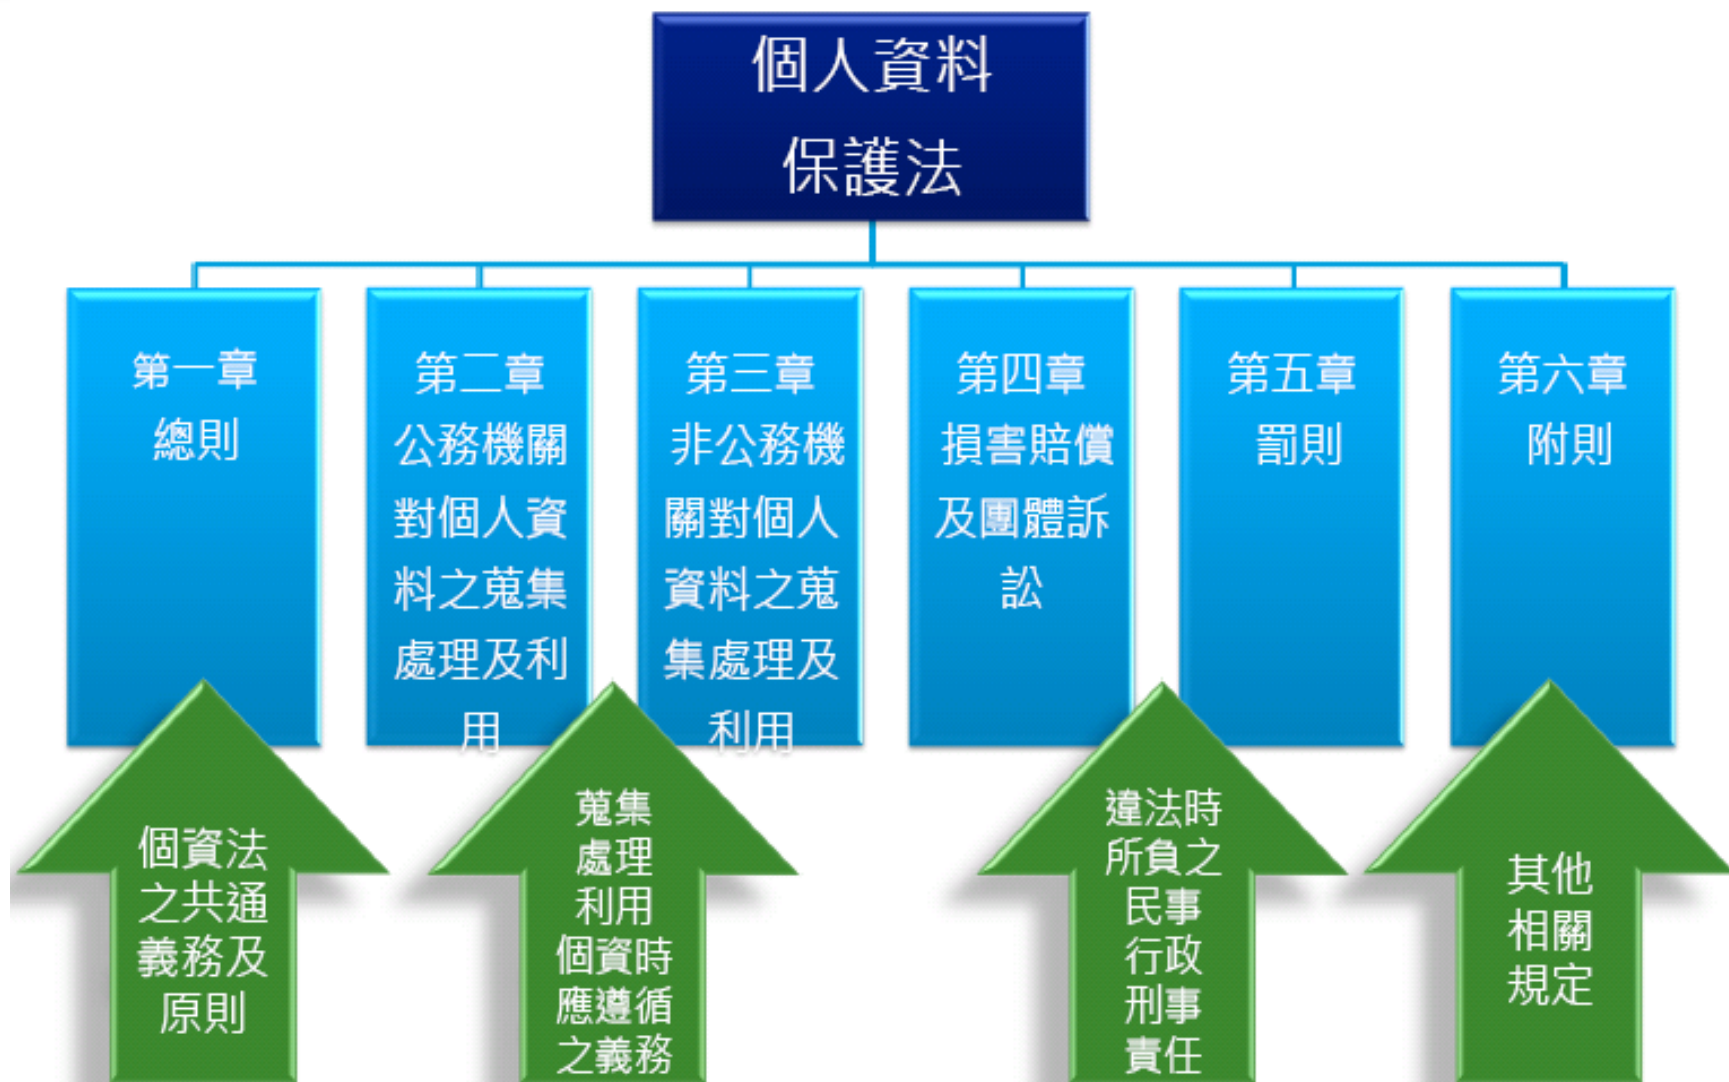 個人資料
保護法
第一章
總則
第二章
公務機關
對個人資
料之蒐集
處理及利
用
第三章
非公務機
關對個人
資料之蒐
集處理及
利用
第四章
損害賠償
及團體訴
訟
第五章
罰則
第六章
附則
個資法
之共通
義務及
原則
蒐集
處理
利用
個資時
應遵循
之義務
違法時
所負之
民事
行政
刑事
責任
其他
相關
規定